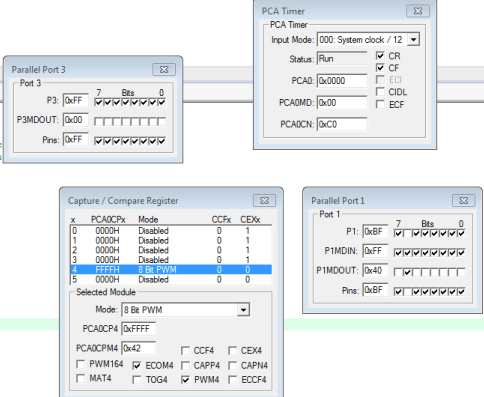 PCA Timer
PCA Timer
Input Mode: 000: System clock / 12
Status: Run CR
CF
PCA0: 0x0000 ECI
CIDL
PCA0MD: 0x00 ECF
PCA0CN: 0xC0
Parallel Port 3
Port 3
7 Bits 0
P3: 0xFF
P3MDOUT: 0x00
Pins: 0xFF
Capture / Compare Register
x PCA0CPx Mode CCFx CEXx
0 0000H Disabled 0 1
1 0000H Disabled 0 1
2 0000H Disabled 0 1
3 0000H Disabled 0 1
4 FFFFH 8 Bit PWM 0 0
5 0000H Disabled 0 1
Selected Module
Mode: 8 Bit PWM
PCA0CP4 0xFFFF
PCA0CPM4 0x42 CCF4 CEX4
PWM164 ECOM4 CAPP4 CAPN4
MAT4 TOG4 PWM4 ECCF4
Parallel Port 1
Port 1
7 Bits 0
P1: 0xBF
P1MDIN: 0xFF
P1MDOUT: 0x40
Pins: 0xBF